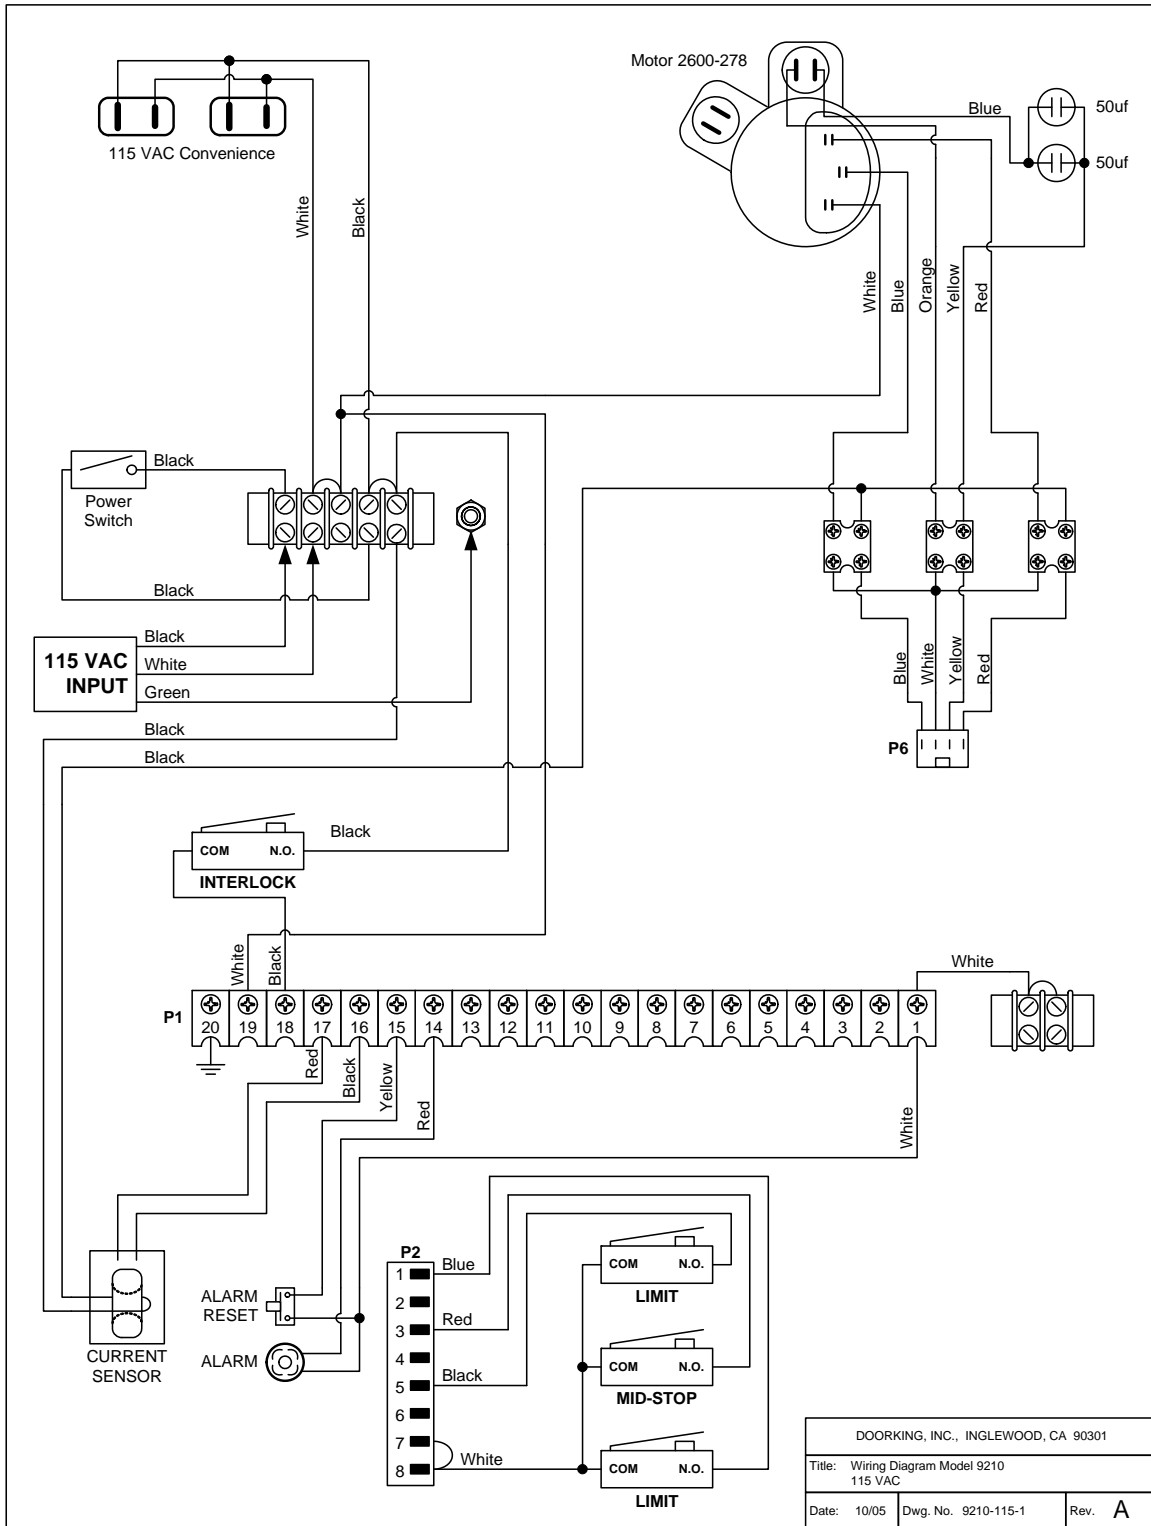 Motor 2600-278
Blue
50uf
50uf
115 VAC Convenience
White
Black
White
Blue
Orange
Yellow
Red
Black
Power
Switch
Black
115 VAC
INPUT
Black
White
Green
Black
Black
Blue
White
Yellow
Red
P6
Black
COM N.O.
INTERLOCK
White
Black
White
P1
20 19 18 17 16 15 14 13 12 11 10 9 8 7 6 5 4 3 2 1
Red
Black
Yellow
Red
White
P2
1
2
3
4
5
6
7
8
Blue
Red
Black
White
COM N.O.
LIMIT
COM N.O.
MID-STOP
COM N.O.
LIMIT
ALARM
RESET
ALARM
CURRENT
SENSOR
DOORKING, INC., INGLEWOOD, CA 90301
Title: Wiring Diagram Model 9210
115 VAC
Date: 10/05 Dwg. No. 9210-115-1 Rev. A